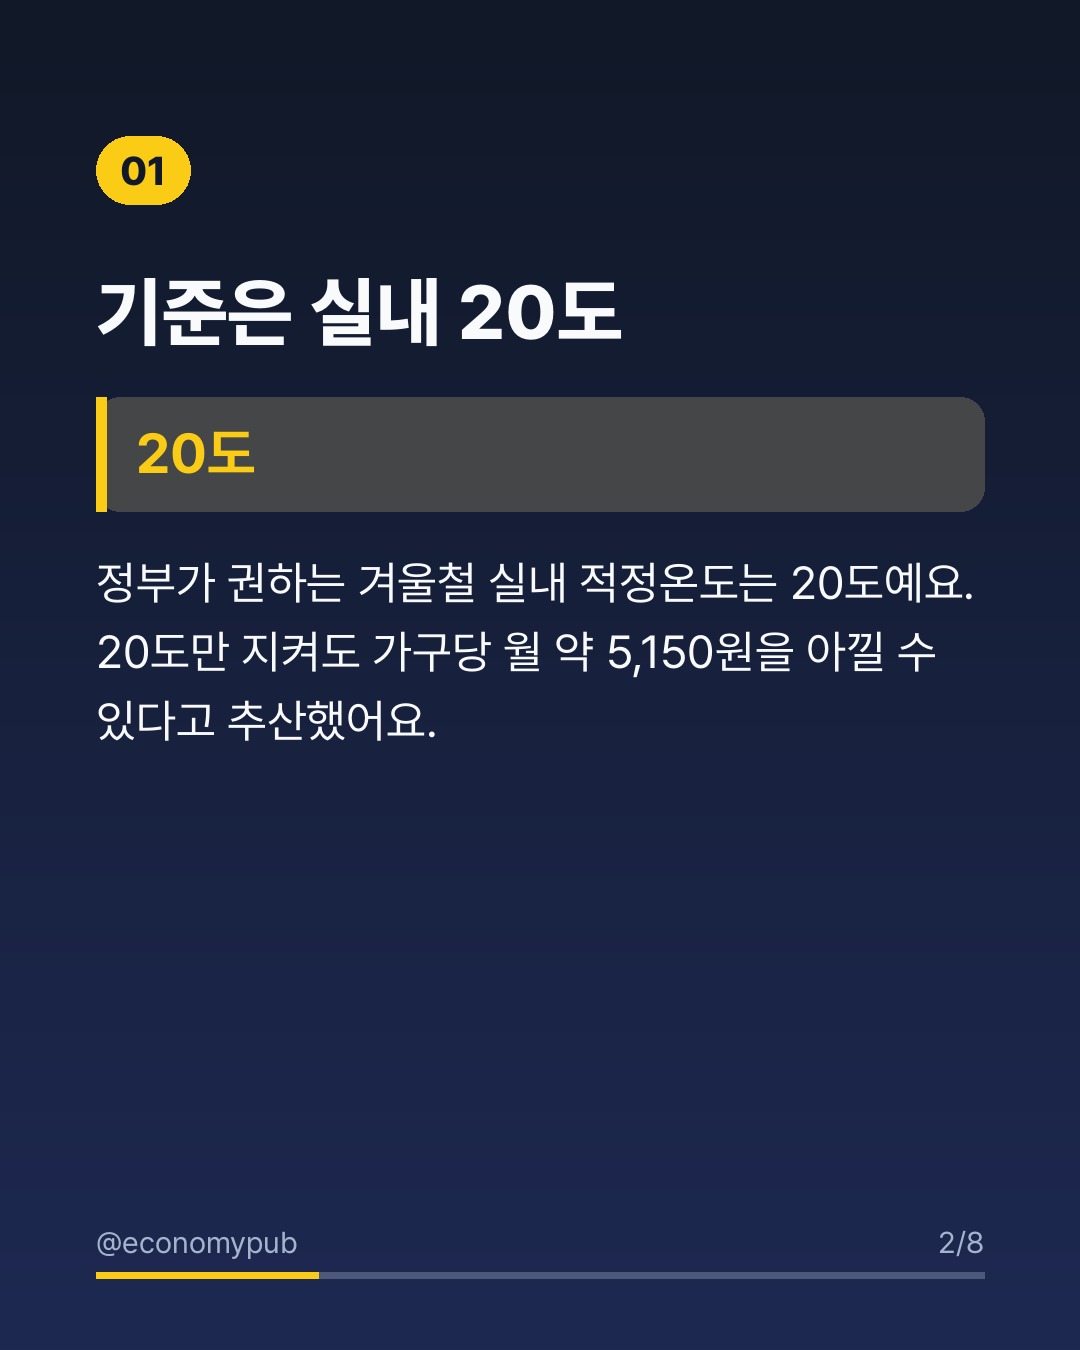 01
기준은 실내 20도
20도
정부가 권하는 겨울철 실내 적정온도는 20도예요.
20도만 지켜도 가구당 월 약 5,150원을 아낄 수
있다고 추산했어요.
@economypub
2/8